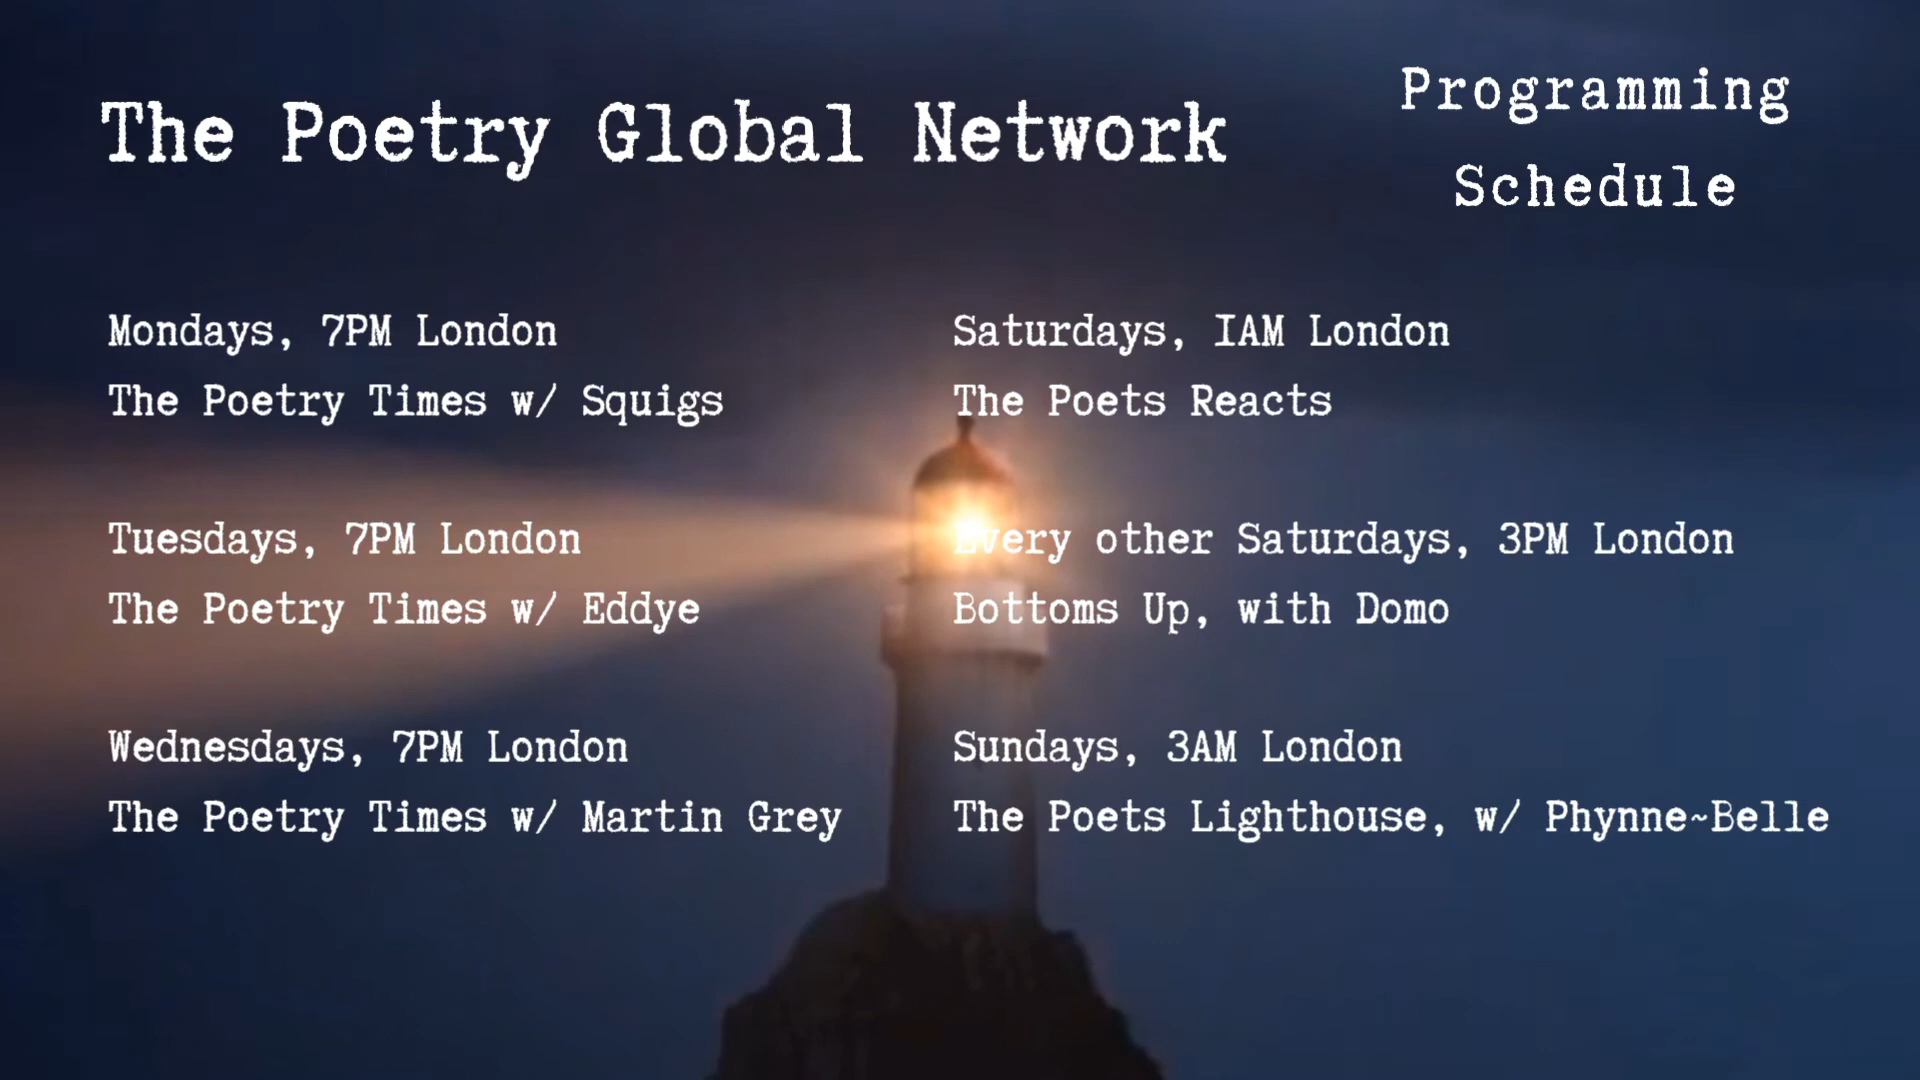 The Poetry Global Network
Programming
Schedule
Mondays, 7PM London
The Poetry Times w/ Squigs
Tuesdays, 7PM London
The Poetry Times w/ Eddye
Wednesdays, 7PM London
The Poetry Times w/ Martin Grey
Saturdays, IAM London
The Poets Reacts
Every other Saturdays, 3PM London
Bottoms Up, with Domo
Sundays, 3AM London
The Poets Lighthouse, w/ Phynne~Belle